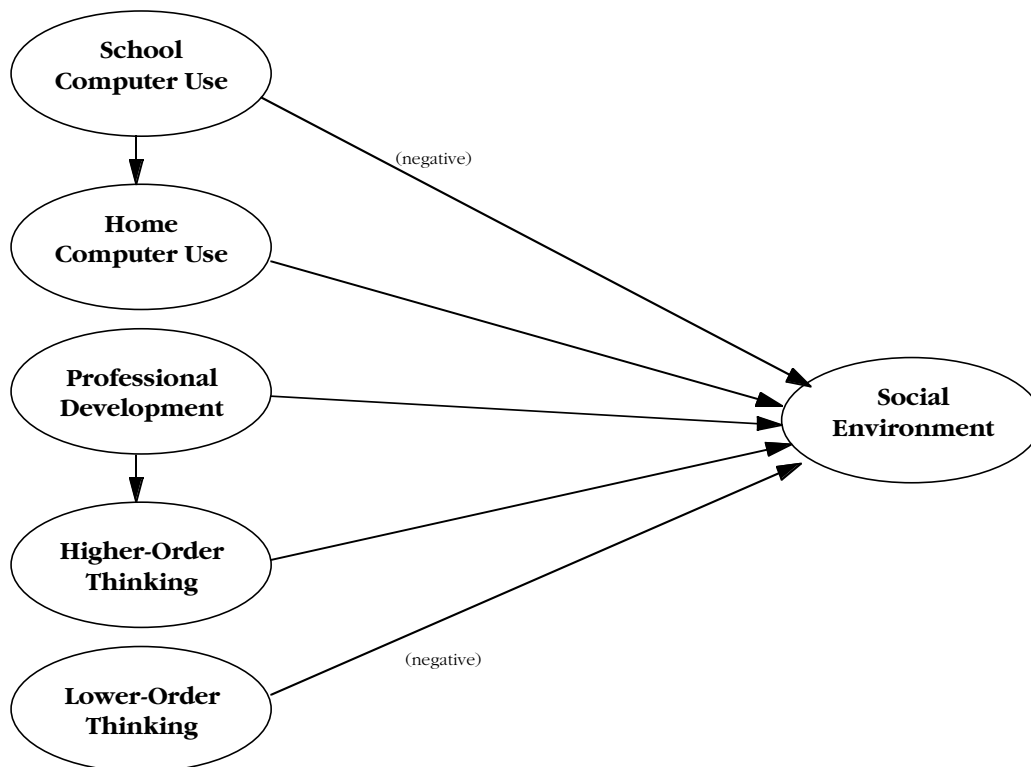 School
Computer Use
(negative)
Home
Computer Use
Professional
Development
Social
Environment
Higher-Order
Thinking
(negative)
Lower-Order
Thinking